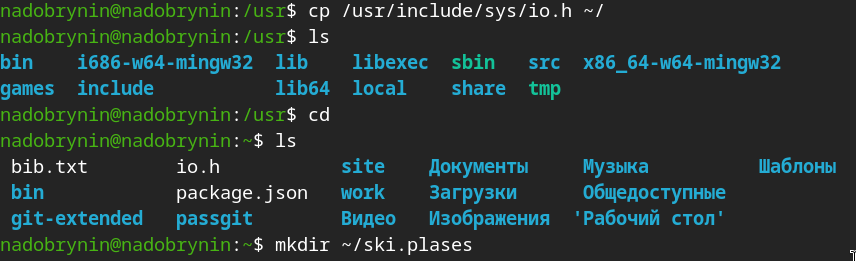 nadobrynin@nadobrynin:/usr$ cp /usr/include/sys/io.h ~/
nadobrynin@nadobrynin:/usr$ ls
bin    i686-w64-mingw32  lib    libexec  sbin   src  x86_64-w64-mingw32
games  include           lib64  local    share  tmp
nadobrynin@nadobrynin:/usr$ cd
nadobrynin@nadobrynin:~$ ls
bib.txt        io.h           site    Документы     Музыка          Шаблоны
bin            package.json   work    Загрузки      Общедоступные
git-extended   passgit        Видео   Изображения  'Рабочий стол'
nadobrynin@nadobrynin:~$ mkdir ~/ski.plases